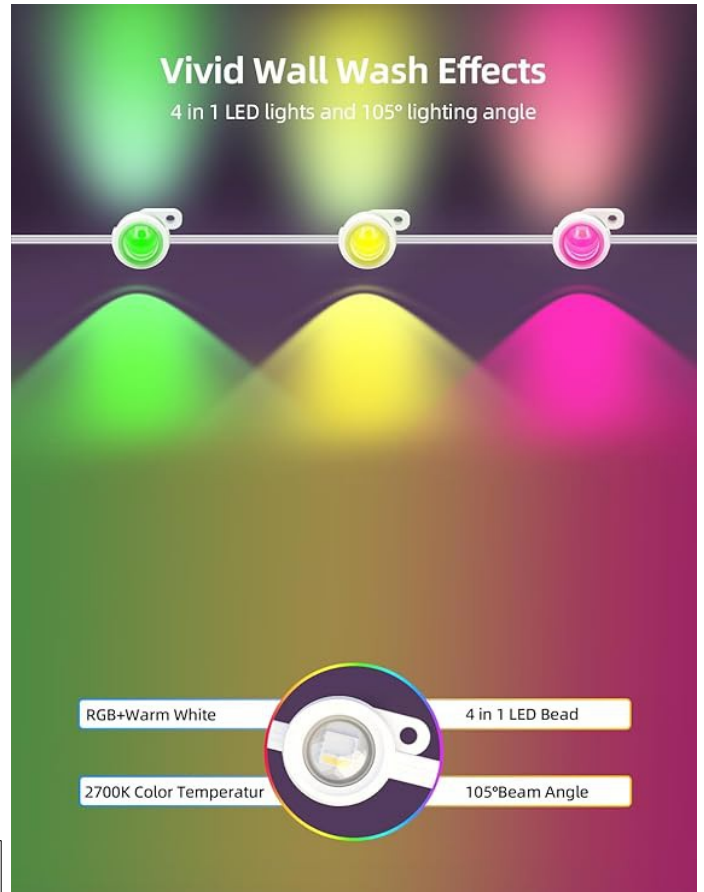 Vivid Wall Wash Effects
4 in 1 LED lights and 105° lighting angle
RGB+Warm White
4 in 1 LED Bead
2700K Color Temperatur
105°Beam Angle